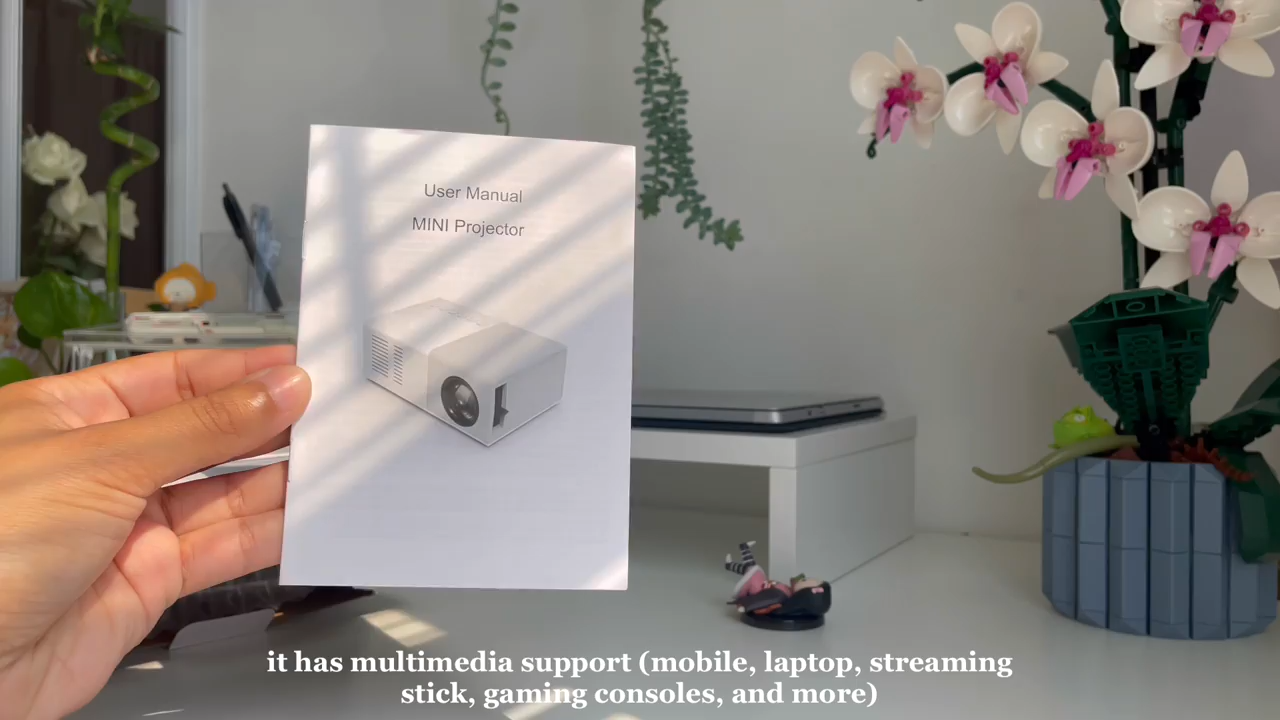 User Manual
MINI Projector
it has multimedia support (mobile, laptop, streaming
stick, gaming consoles, and more)